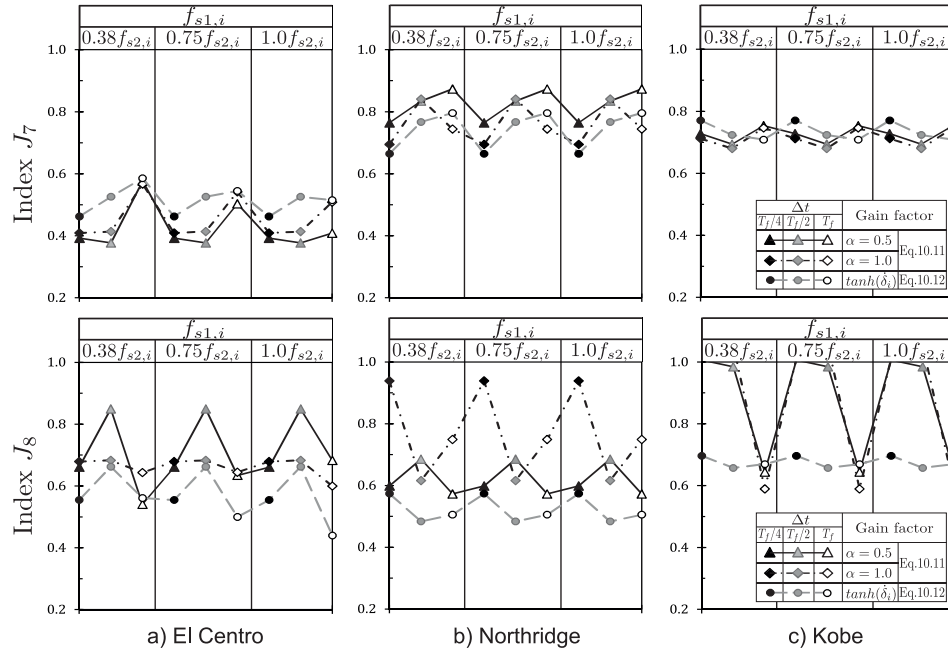 f_{s1,i} f_{s1,i} f_{s1,i}
0.38f_{s2,i} 0.75f_{s2,i} 1.0f_{s2,i} 0.38f_{s2,i} 0.75f_{s2,i} 1.0f_{s2,i} 0.38f_{s2,i} 0.75f_{s2,i} 1.0f_{s2,i}
1.0 1.0 1.0
0.8 0.8 0.8
0.6 0.6 0.6
0.4 0.4 0.4
0.2 0.2 0.2
Index J_7
Δt Gain factor
T_f/4 T_f/2 T_f
α = 0.5 Eq.10.11
α = 1.0
tanh(δ̇_i) Eq.10.12
f_{s1,i} f_{s1,i} f_{s1,i}
0.38f_{s2,i} 0.75f_{s2,i} 1.0f_{s2,i} 0.38f_{s2,i} 0.75f_{s2,i} 1.0f_{s2,i} 0.38f_{s2,i} 0.75f_{s2,i} 1.0f_{s2,i}
1.0 1.0 1.0
0.8 0.8 0.8
0.6 0.6 0.6
0.4 0.4 0.4
0.2 0.2 0.2
Index J_8
Δt Gain factor
T_f/4 T_f/2 T_f
α = 0.5 Eq.10.11
α = 1.0
tanh(δ̇_i) Eq.10.12
a) El Centro b) Northridge c) Kobe